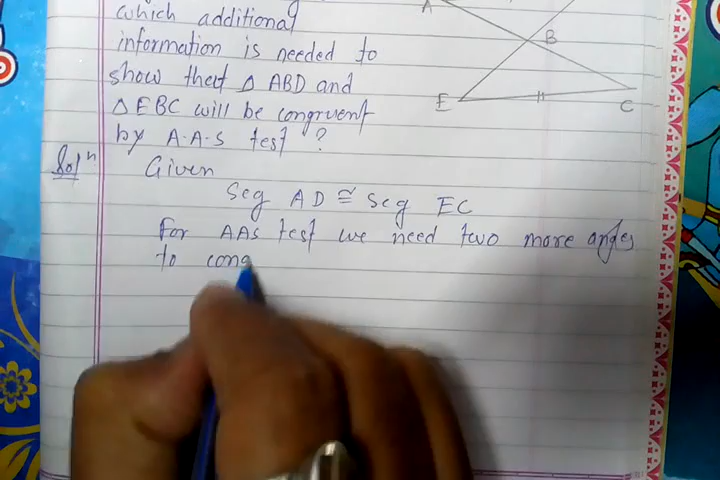 which additional
A
information is needed to
B
show that Δ ABD and
Δ EBC will be congruent
E
C
by A·A·S test ?
Solⁿ
Given
Seg AD ≅ Seg EC
For AAS test we need two more angles
to cong